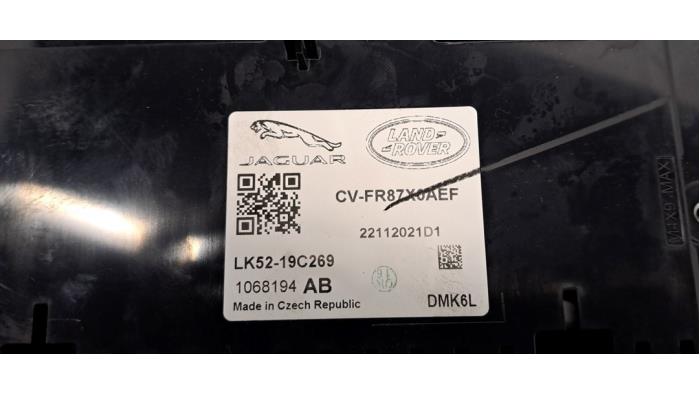 JAGUAR
LAND
ROVER
CV-FR87X0AEF
22112021D1
LK52-19C269
1068194 AB
Made in Czech Republic
DMK6L